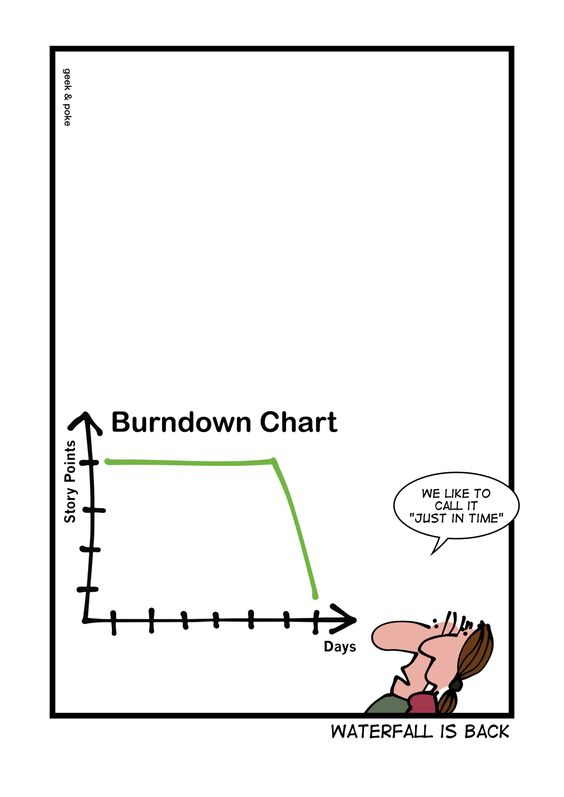 geek & poke
Burndown Chart
Story Points
WE LIKE TO
CALL IT
"JUST IN TIME"
Days
WATERFALL IS BACK